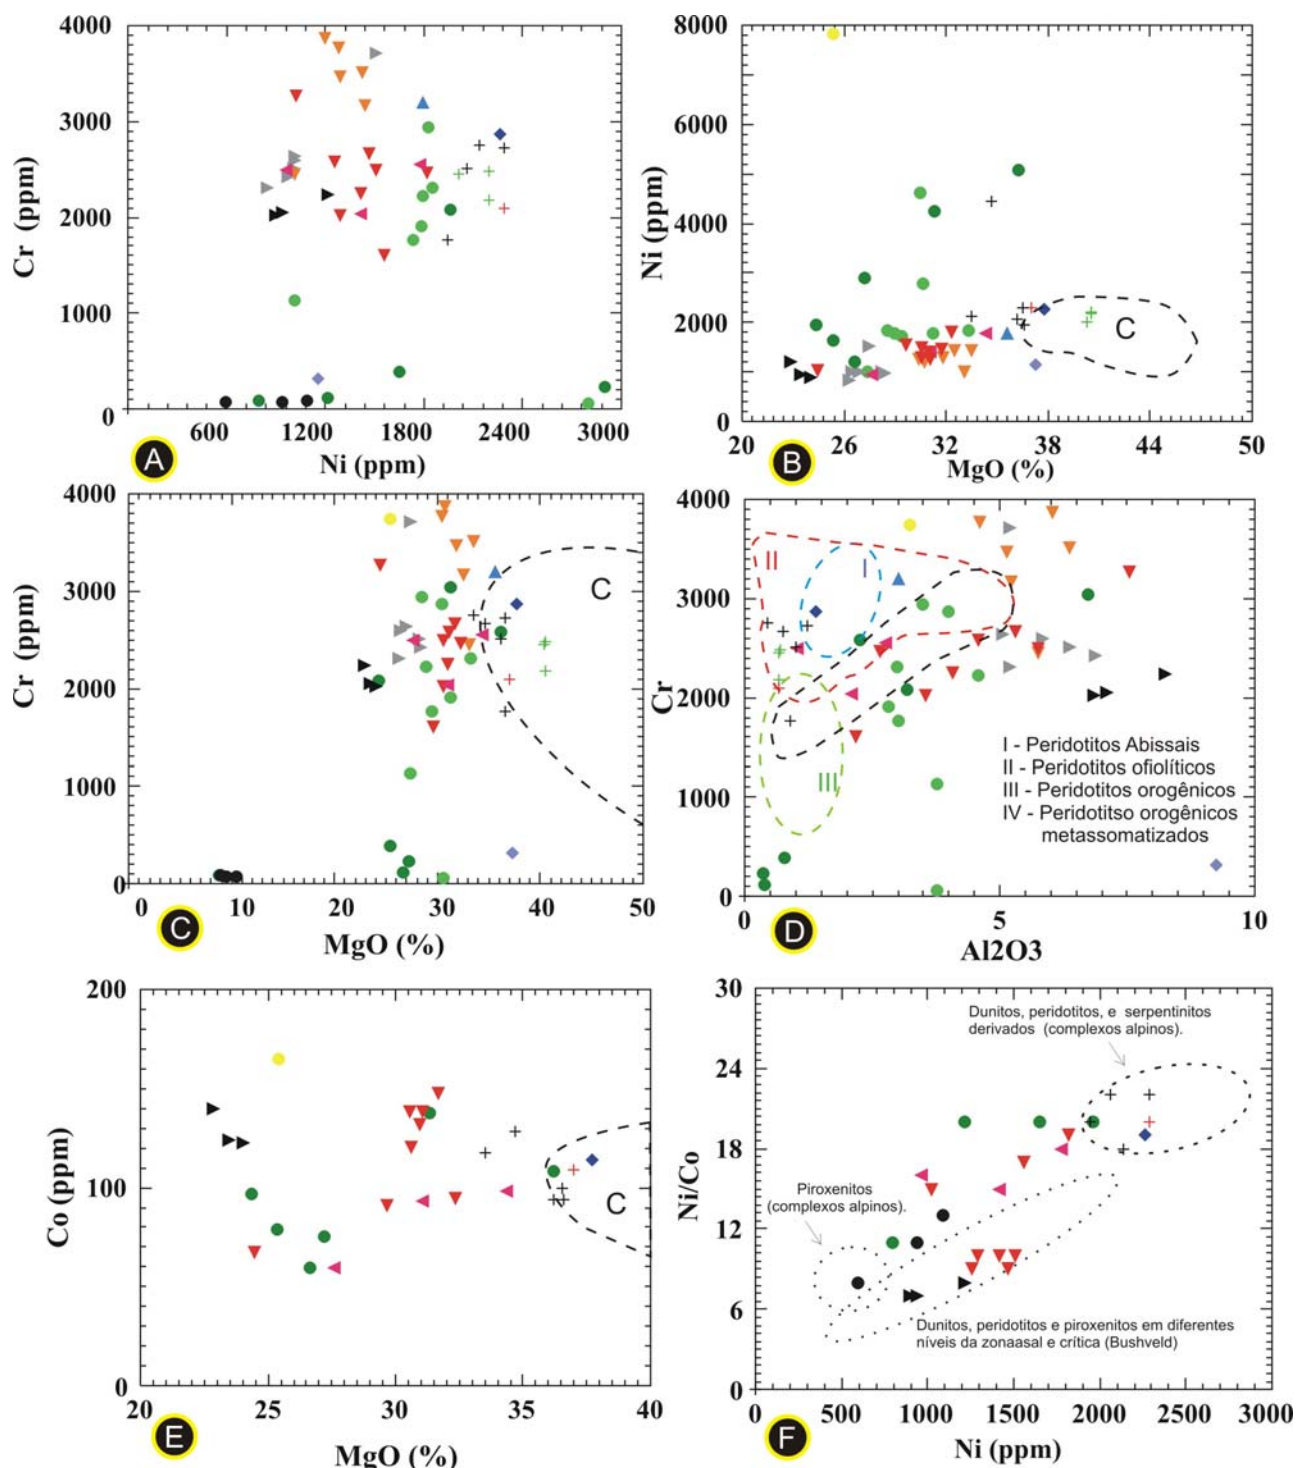 4000
3000
2000
1000
0
Cr (ppm)
600
1200
1800
2400
3000
Ni (ppm)
A
8000
6000
4000
2000
0
Ni (ppm)
C
20
26
32
38
44
50
MgO (%)
B
4000
3000
2000
1000
0
Cr (ppm)
C
0
10
20
30
40
50
MgO (%)
C
4000
3000
2000
1000
0
Cr
II
I
III
I - Peridotitos Abissais
II - Peridotitos ofiolíticos
III - Peridotitos orogênicos
IV - Peridotitso orogênicos
metassomatizados
0
5
10
Al2O3
D
200
100
0
Co (ppm)
C
20
25
30
35
40
MgO (%)
E
30
24
18
12
6
0
Ni/Co
Dunitos, peridotitos, e serpentinitos
derivados (complexos alpinos).
Piroxenitos
(complexos alpinos).
Dunitos, peridotitos e piroxenitos em diferentes
níveis da zonaasal e crítica (Bushveld)
0
500
1000
1500
2000
2500
3000
Ni (ppm)
F